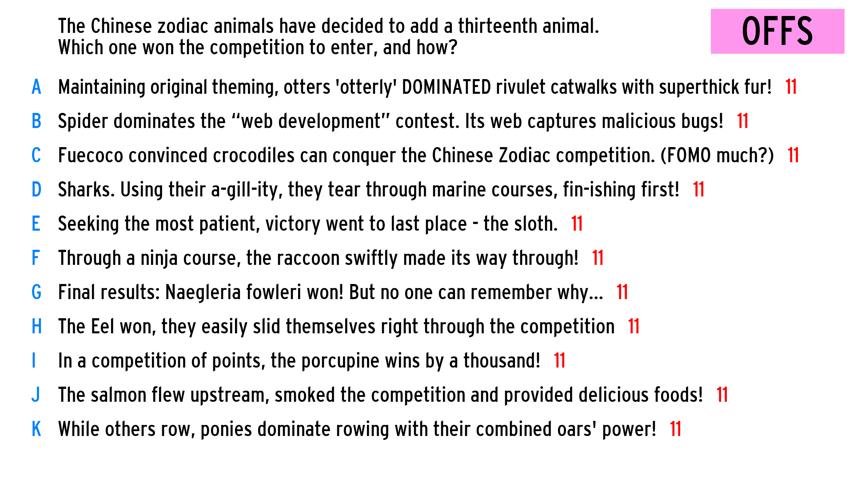 The Chinese zodiac animals have decided to add a thirteenth animal.
Which one won the competition to enter, and how?
OFFS
A Maintaining original theming, otters 'otterly' DOMINATED rivulet catwalks with superthick fur! 11
B Spider dominates the “web development” contest. Its web captures malicious bugs! 11
C Fuecoco convinced crocodiles can conquer the Chinese Zodiac competition. (FOMO much?) 11
D Sharks. Using their a-gill-ity, they tear through marine courses, fin-ishing first! 11
E Seeking the most patient, victory went to last place - the sloth. 11
F Through a ninja course, the raccoon swiftly made its way through! 11
G Final results: Naegleria fowleri won! But no one can remember why... 11
H The Eel won, they easily slid themselves right through the competition 11
I In a competition of points, the porcupine wins by a thousand! 11
J The salmon flew upstream, smoked the competition and provided delicious foods! 11
K While others row, ponies dominate rowing with their combined oars' power! 11